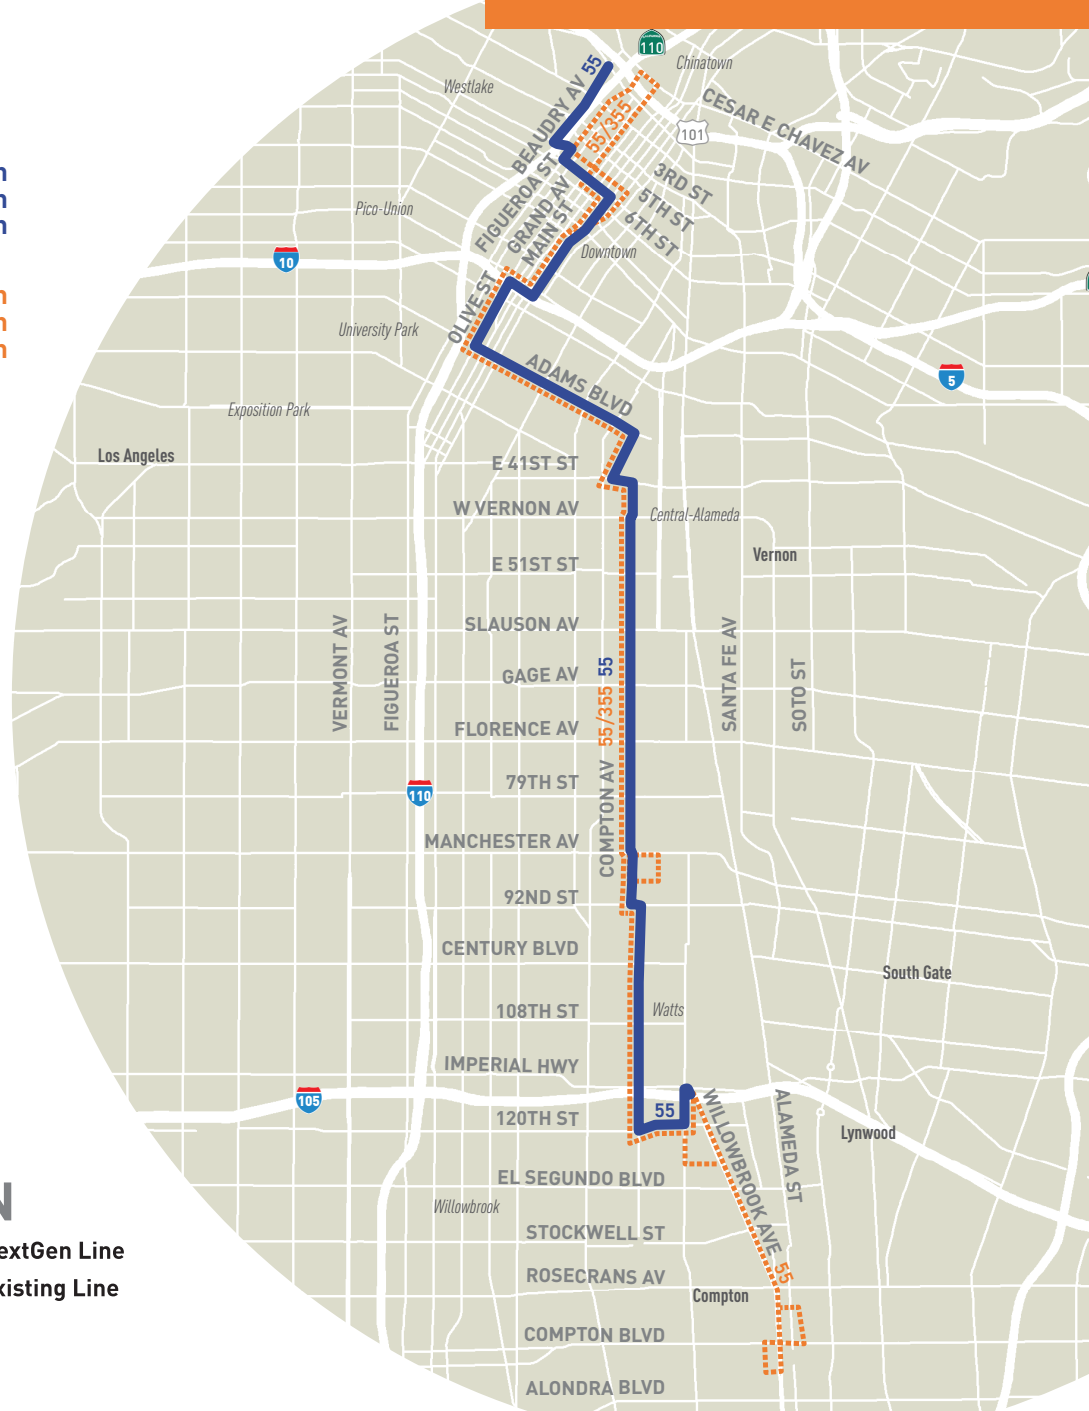 110
Chinatown
Westlake
BEAUDRY AV 55
CESAR E CHAVEZ AV
55/355
101
3RD ST
5TH ST
6TH ST
FIGUEROA ST
GRAND AV
MAIN ST
Pico-Union
Downtown
10
OLIVE ST
University Park
ADAMS BLVD
5
Exposition Park
Los Angeles
E 41ST ST
W VERNON AV
Central-Alameda
Vernon
E 51ST ST
SLAUSON AV
VERMONT AV
FIGUEROA ST
GAGE AV
55/355 55
SANTA FE AV
SOTO ST
FLORENCE AV
79TH ST
110
COMPTON AV
MANCHESTER AV
92ND ST
CENTURY BLVD
South Gate
108TH ST
Watts
IMPERIAL HWY
105
120TH ST
55
WILLOWBROOK AVE 55
ALAMEDA ST
Lynwood
EL SEGUNDO BLVD
Willowbrook
STOCKWELL ST
ROSECRANS AV
Compton
COMPTON BLVD
ALONDRA BLVD
n
n
n
n
n
n
N
extGen Line
xisting Line